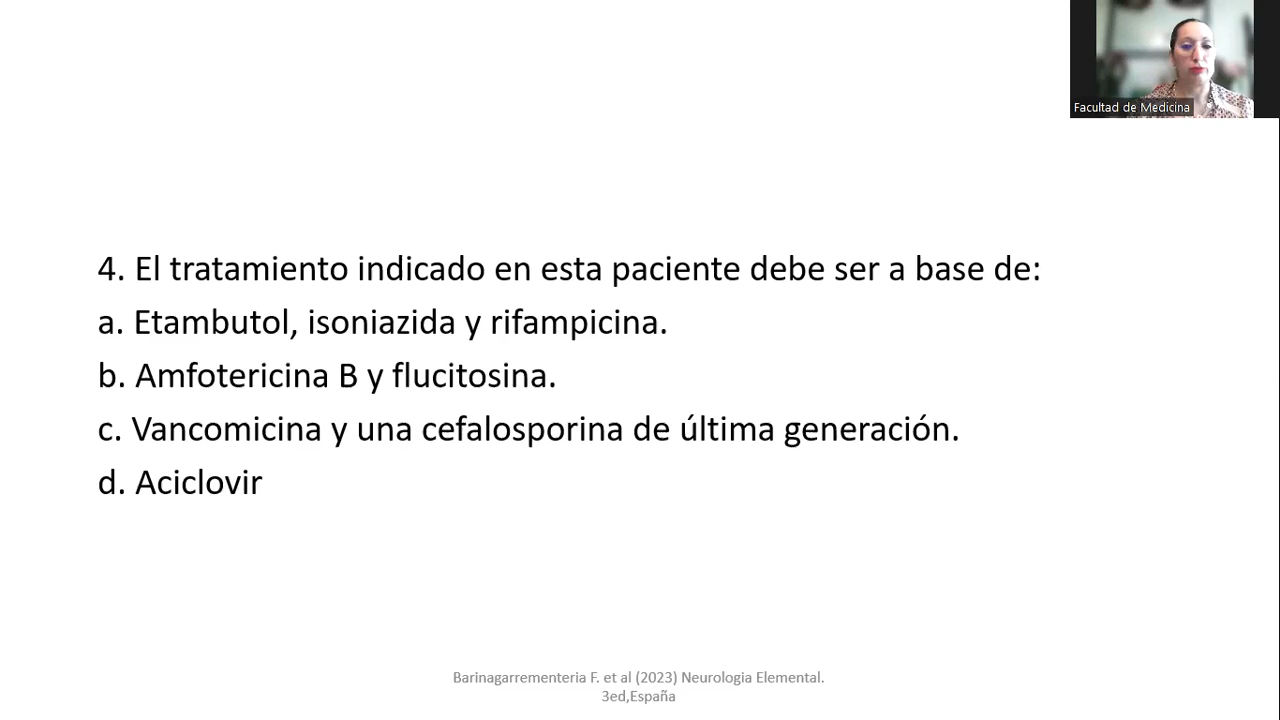 Facultad de Medicina
4. El tratamiento indicado en esta paciente debe ser a base de:
a. Etambutol, isoniazida y rifampicina.
b. Amfotericina B y flucitosina.
c. Vancomicina y una cefalosporina de última generación.
d. Aciclovir
Barinagarrementeria F. et al (2023) Neurologia Elemental.
3ed,España